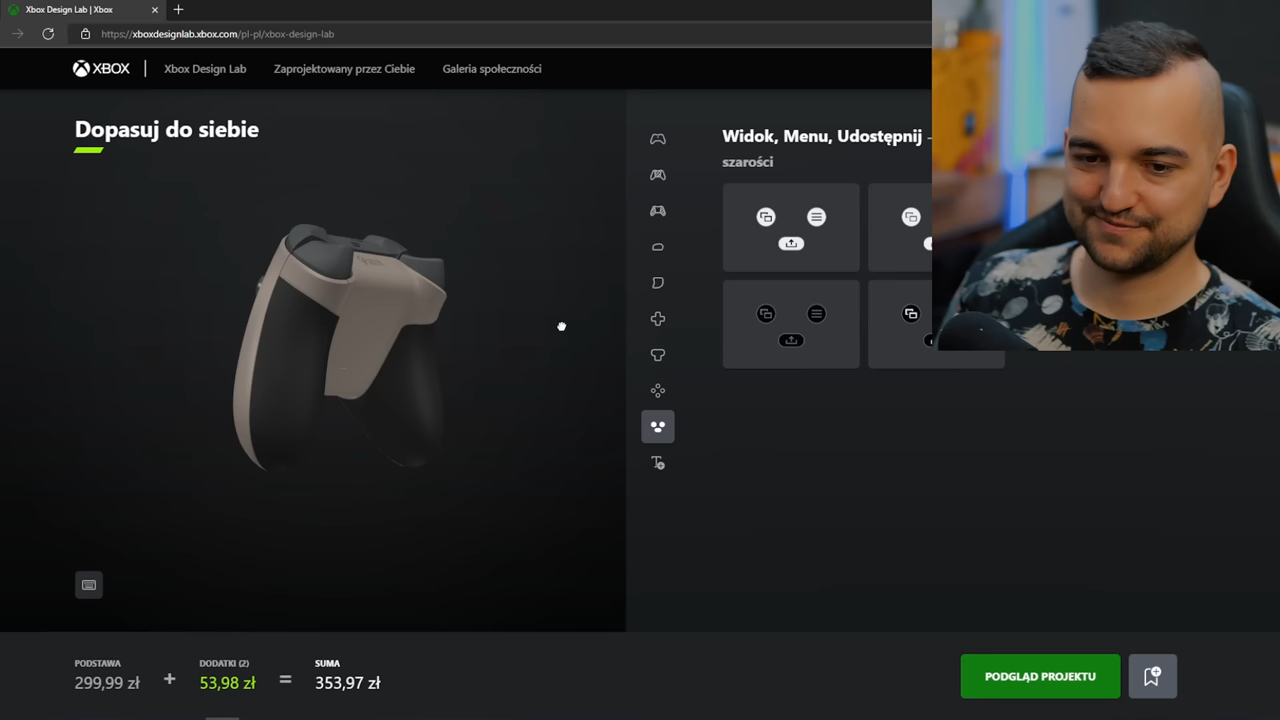 Xbox Design Lab | Xbox
https://xboxdesignlab.xbox.com/pl-pl/xbox-design-lab
XBOX
Xbox Design Lab
Zaprojektowany przez Ciebie
Galeria społeczności
Dopasuj do siebie
Widok, Menu, Udostępnij -
szarości
PODSTAWA
299,99 zł
+
DODATKI (2)
53,98 zł
=
SUMA
353,97 zł
PODGLĄD PROJEKTU